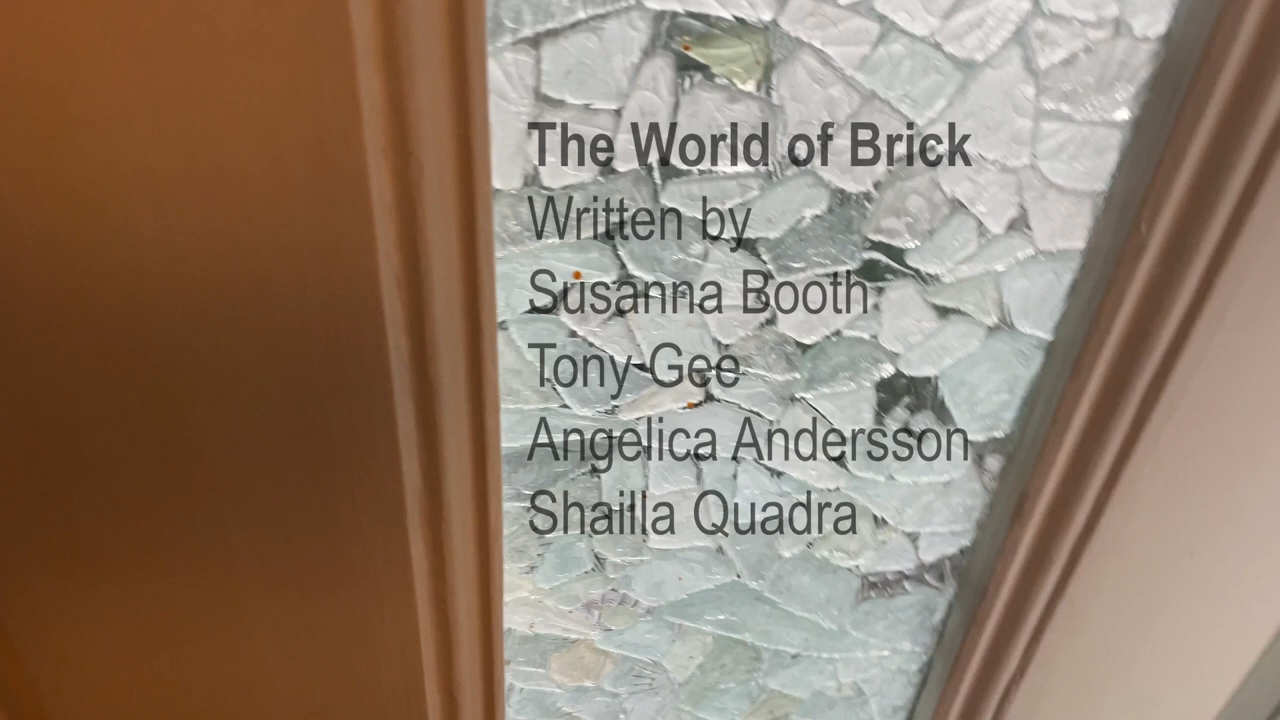 The World of Brick
Written by
Susanna Booth
Tony Gee
Angelica Andersson
Shailla Quadra